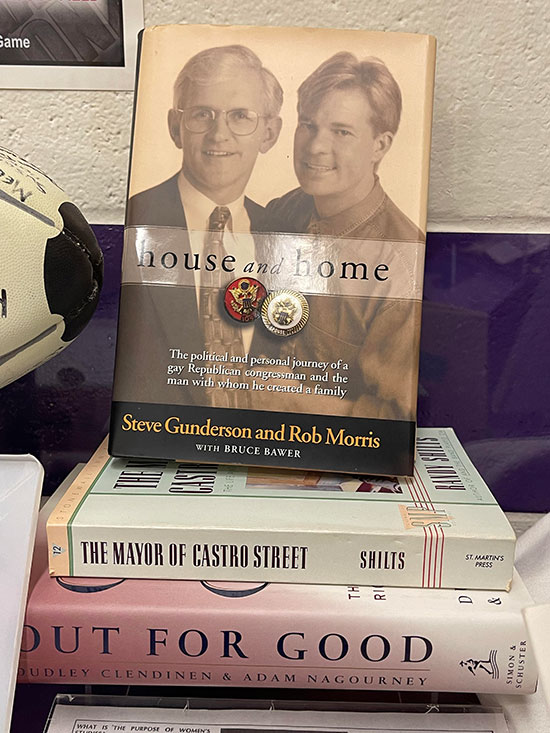 Game
house and home
The political and personal journey of a
gay Republican congressman and the
man with whom he created a family
Steve Gunderson and Rob Morris
WITH BRUCE BAWER
RANDY SHILTS
THE MAYOR OF CASTRO STREET SHILTS ST. MARTIN'S
PRESS
12
OUT FOR GOOD
DUDLEY CLENDINEN & ADAM NAGOURNEY
SIMON &
SCHUSTER
WHAT IS THE PURPOSE OF WOMEN'S